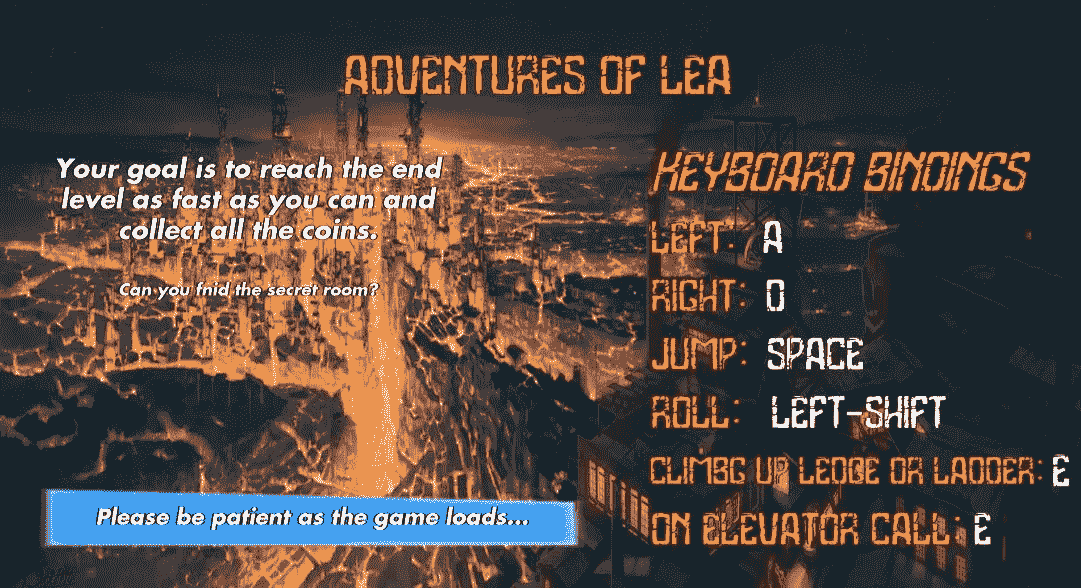 ADVENTURES OF LEA
Your goal is to reach the end
level as fast as you can and
collect all the coins.
Can you fnid the secret room?
Please be patient as the game loads...
KEYBOARD BINDINGS
LEFT: A
RIGHT: D
JUMP: SPACE
ROLL: LEFT-SHIFT
CLIMBG UP LEDGE OR LADDER: E
ON ELEVATOR CALL: E